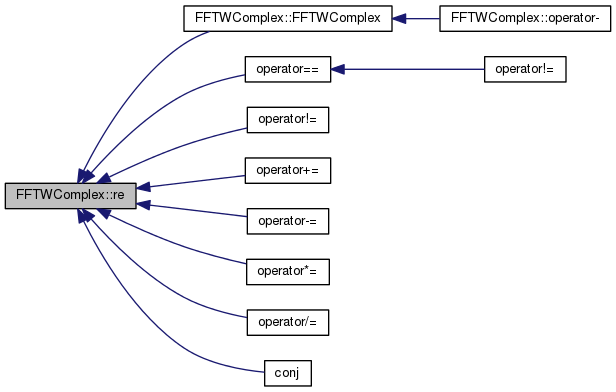 FFTWComplex::FFTWComplex
FFTWComplex::operator-
operator==
operator!=
operator!=
operator+=
FFTWComplex::re
operator-=
operator*=
operator/=
conj